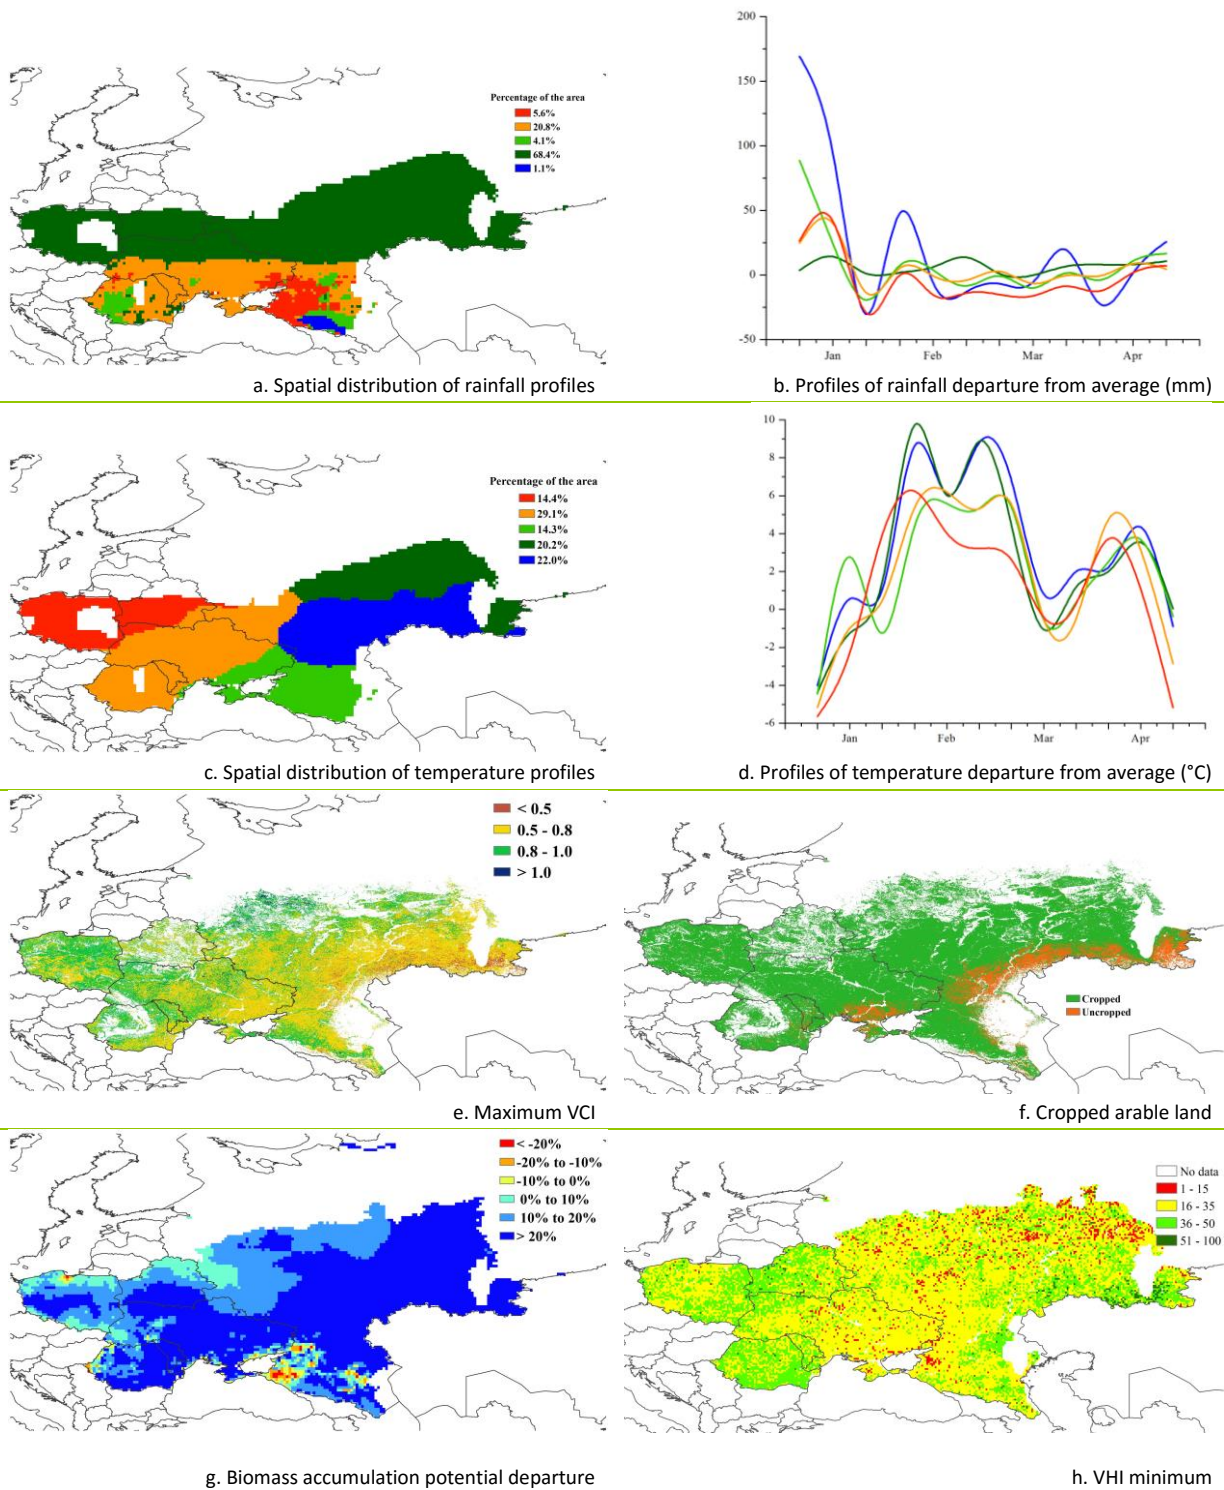 Percentage of the area
5.6%
20.8%
4.1%
68.4%
1.1%
a. Spatial distribution of rainfall profiles
200
150
100
50
0
-50
Jan Feb Mar Apr
b. Profiles of rainfall departure from average (mm)
Percentage of the area
14.4%
29.1%
14.3%
20.2%
22.0%
c. Spatial distribution of temperature profiles
10
8
6
4
2
0
-2
-4
-6
Jan Feb Mar Apr
d. Profiles of temperature departure from average (°C)
< 0.5
0.5 - 0.8
0.8 - 1.0
> 1.0
e. Maximum VCI
Cropped
Uncropped
f. Cropped arable land
< -20%
-20% to -10%
-10% to 0%
0% to 10%
10% to 20%
> 20%
g. Biomass accumulation potential departure
No data
1 - 15
16 - 35
36 - 50
51 - 100
h. VHI minimum